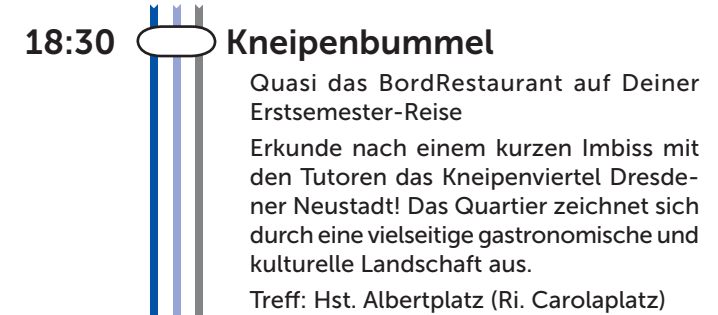 18:30 Kneipenbummel
Quasi das BordRestaurant auf Deiner
Erstsemester-Reise
Erkunde nach einem kurzen Imbiss mit
den Tutoren das Kneipenviertel Dresde-
ner Neustadt! Das Quartier zeichnet sich
durch eine vielseitige gastronomische und
kulturelle Landschaft aus.
Treff: Hst. Albertplatz (Ri. Carolaplatz)